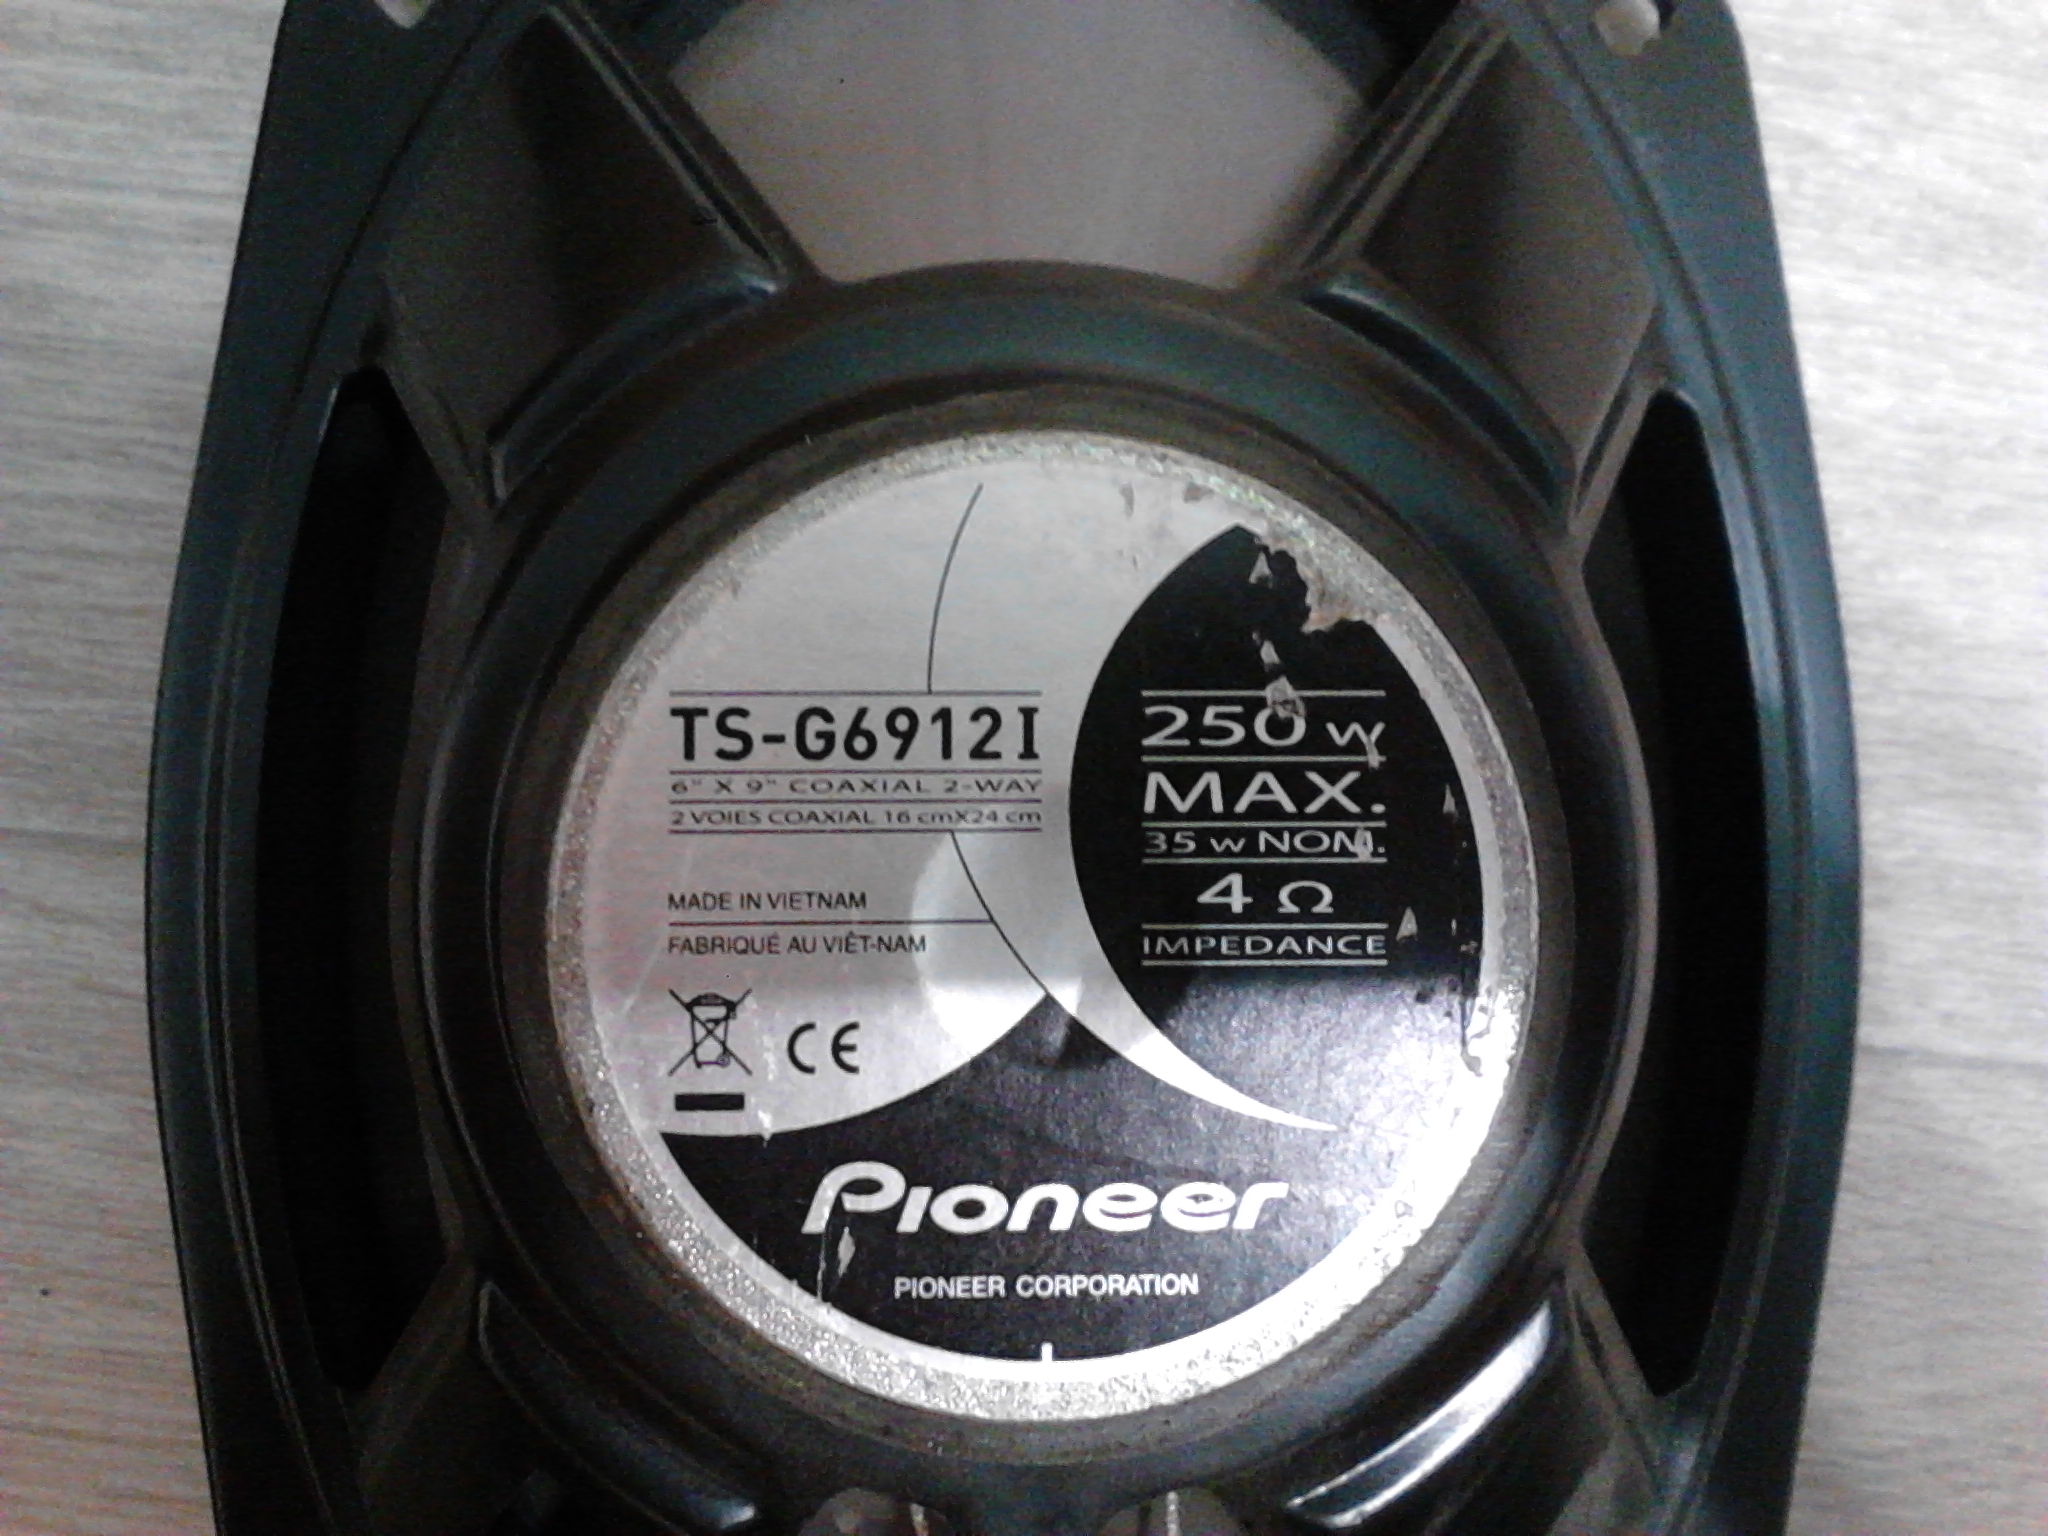 TS-G6912I
6" X 9" COAXIAL 2-WAY
2 VOIES COAXIAL 16 cmX24 cm
MADE IN VIETNAM
FABRIQUÉ AU VIÊT-NAM
CE
250 w
MAX.
35 w NOM.
4 Ω
IMPEDANCE
Pioneer
PIONEER CORPORATION